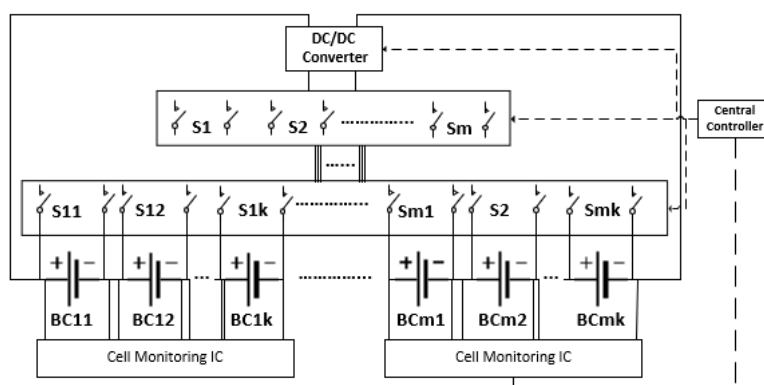 DC/DC
Converter
S1 S2 ................ Sm
Central
Controller
......
S11 S12 S1k ................ Sm1 S2 Smk
+ − + − ... + − ................ + − + − ... + −
BC11 BC12 BC1k BCm1 BCm2 BCmk
Cell Monitoring IC Cell Monitoring IC